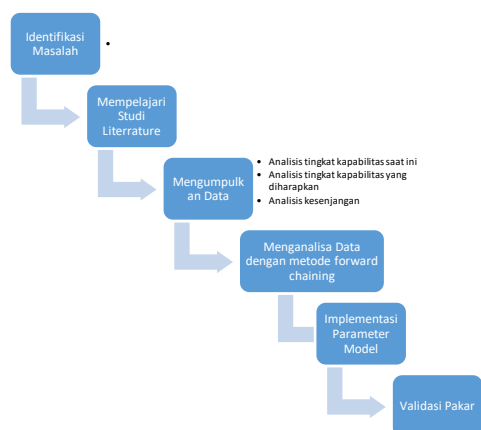 Identifikasi
Masalah
•
Mempelajari
Studi
Literrature
Mengumpulk
an Data
• Analisis tingkat kapabilitas saat ini
• Analisis tingkat kapabilitas yang
diharapkan
• Analisis kesenjangan
Menganalisa Data
dengan metode forward
chaining
Implementasi
Parameter
Model
Validasi Pakar